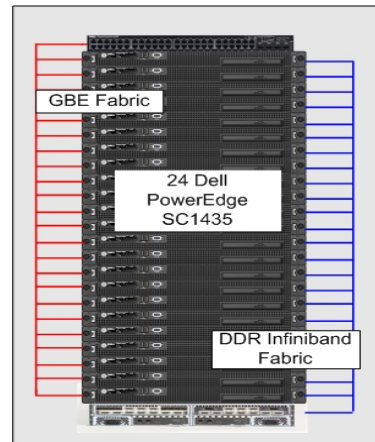 GBE Fabric
24 Dell
PowerEdge
SC1435
DDR Infiniband
Fabric